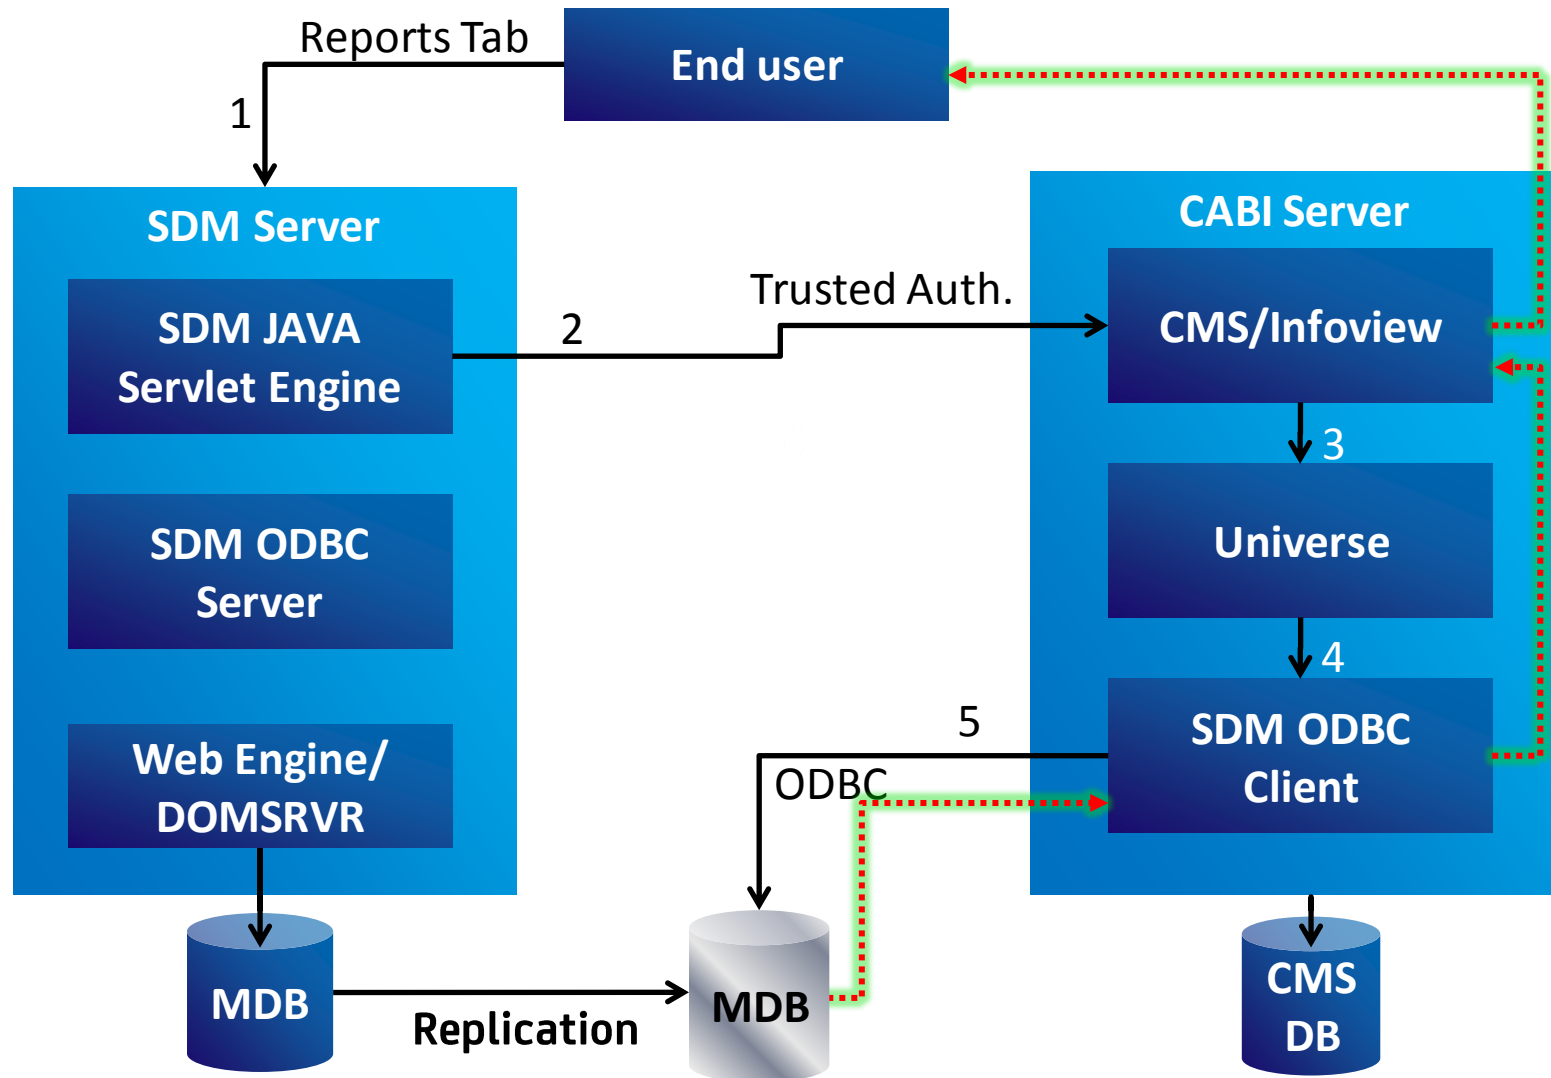 Reports Tab
End user
1
SDM Server
CABI Server
SDM JAVA
Servlet Engine
2
Trusted Auth.
CMS/Infoview
3
SDM ODBC
Server
Universe
4
Web Engine/
DOMSRVR
5
ODBC
SDM ODBC
Client
MDB
Replication
MDB
CMS
DB